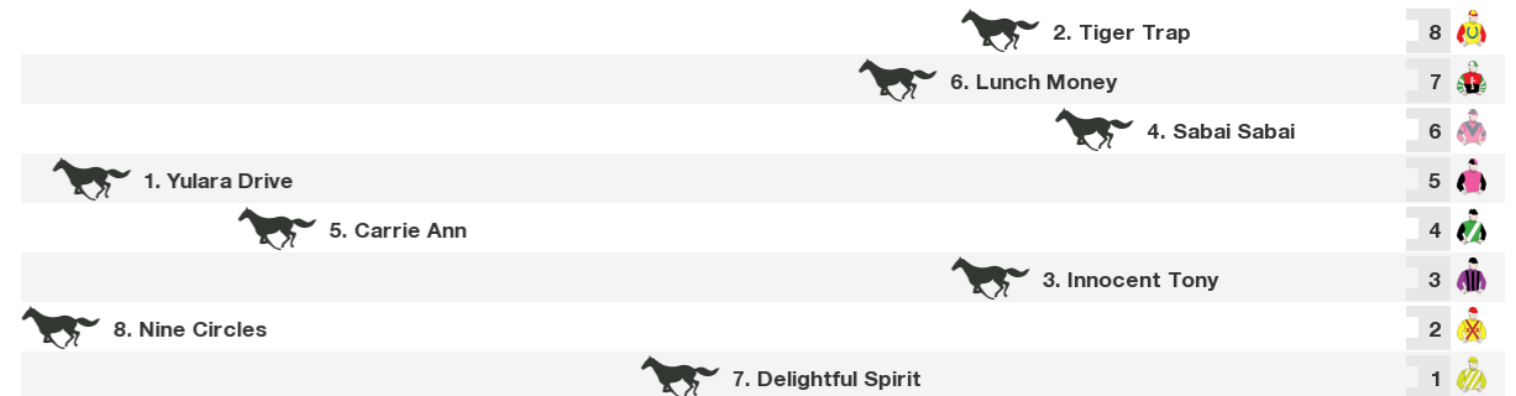 2. Tiger Trap 8
6. Lunch Money 7
4. Sabai Sabai 6
1. Yulara Drive 5
5. Carrie Ann 4
3. Innocent Tony 3
8. Nine Circles 2
7. Delightful Spirit 1